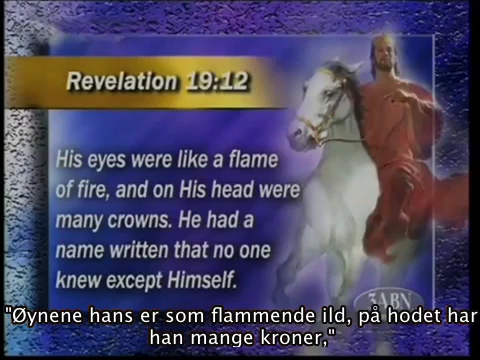 Revelation 19:12
His eyes were like a flame
of fire, and on His head were
many crowns. He had a
name written that no one
knew except Himself.
3ABN
"Øynene hans er som flammende ild, på hodet har
han mange kroner,"